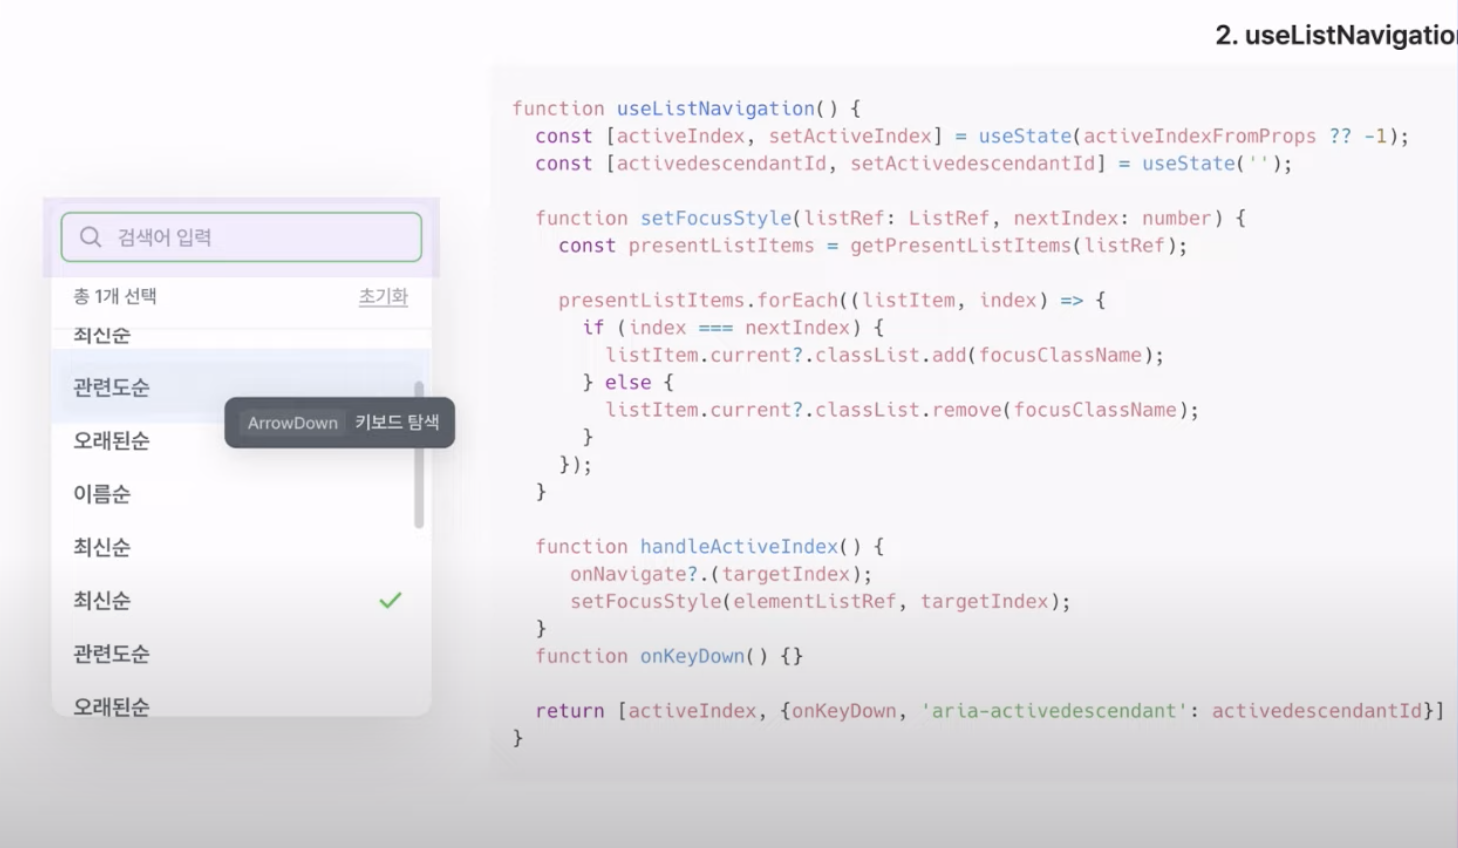 2. useListNavigatio
function useListNavigation() {
const [activeIndex, setActiveIndex] = useState(activeIndexFromProps ?? -1);
const [activedescendantId, setActivedescendantId] = useState('');
function setFocusStyle(listRef: ListRef, nextIndex: number) {
const presentListItems = getPresentListItems(listRef);
presentListItems.forEach((listItem, index) => {
if (index === nextIndex) {
listItem.current?.classList.add(focusClassName);
} else {
listItem.current?.classList.remove(focusClassName);
}
});
}
function handleActiveIndex() {
onNavigate?.(targetIndex);
setFocusStyle(elementListRef, targetIndex);
}
function onKeyDown() {}
return [activeIndex, {onKeyDown, 'aria-activedescendant': activedescendantId}]
}
검색어 입력
총 1개 선택 초기화
최신순
관련도순
ArrowDown 키보드 탐색
오래된순
이름순
최신순
최신순
관련도순
오래된순